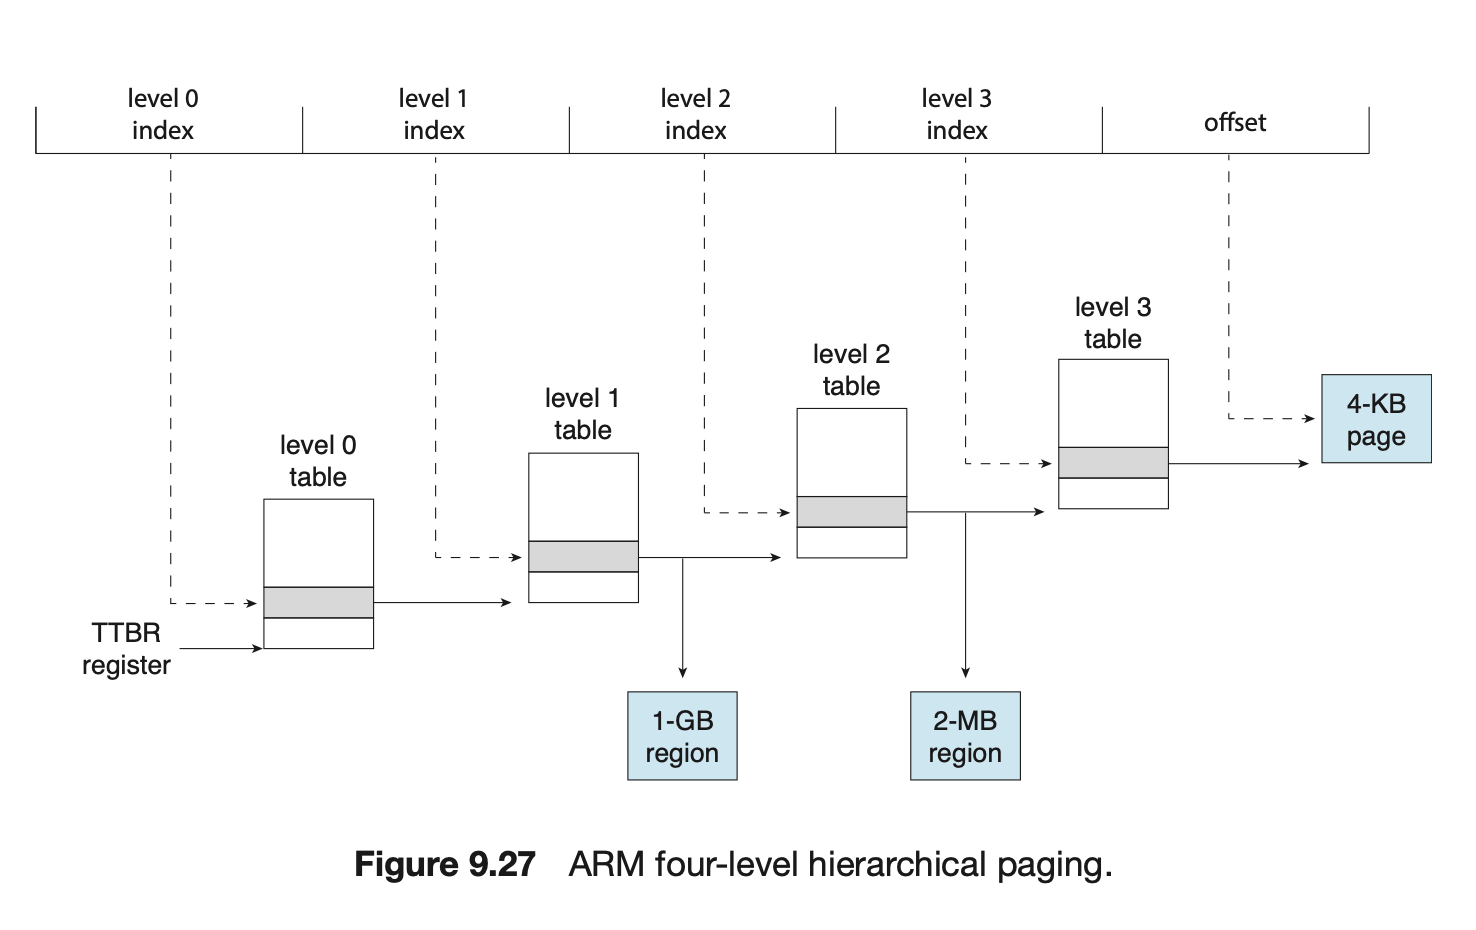 level 0
index
level 1
index
level 2
index
level 3
index
offset
level 3
table
level 2
table
level 1
table
level 0
table
4-KB
page
TTBR
register
1-GB
region
2-MB
region
Figure 9.27 ARM four-level hierarchical paging.